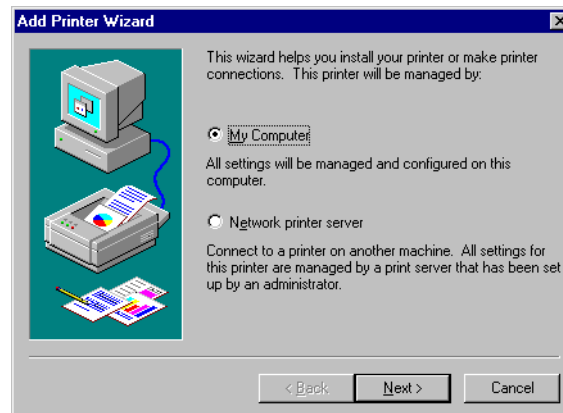 Add Printer Wizard
This wizard helps you install your printer or make printer
connections. This printer will be managed by:
My Computer
All settings will be managed and configured on this
computer.
Network printer server
Connect to a printer on another machine. All settings for
this printer are managed by a print server that has been set
up by an administrator.
< Back
Next >
Cancel